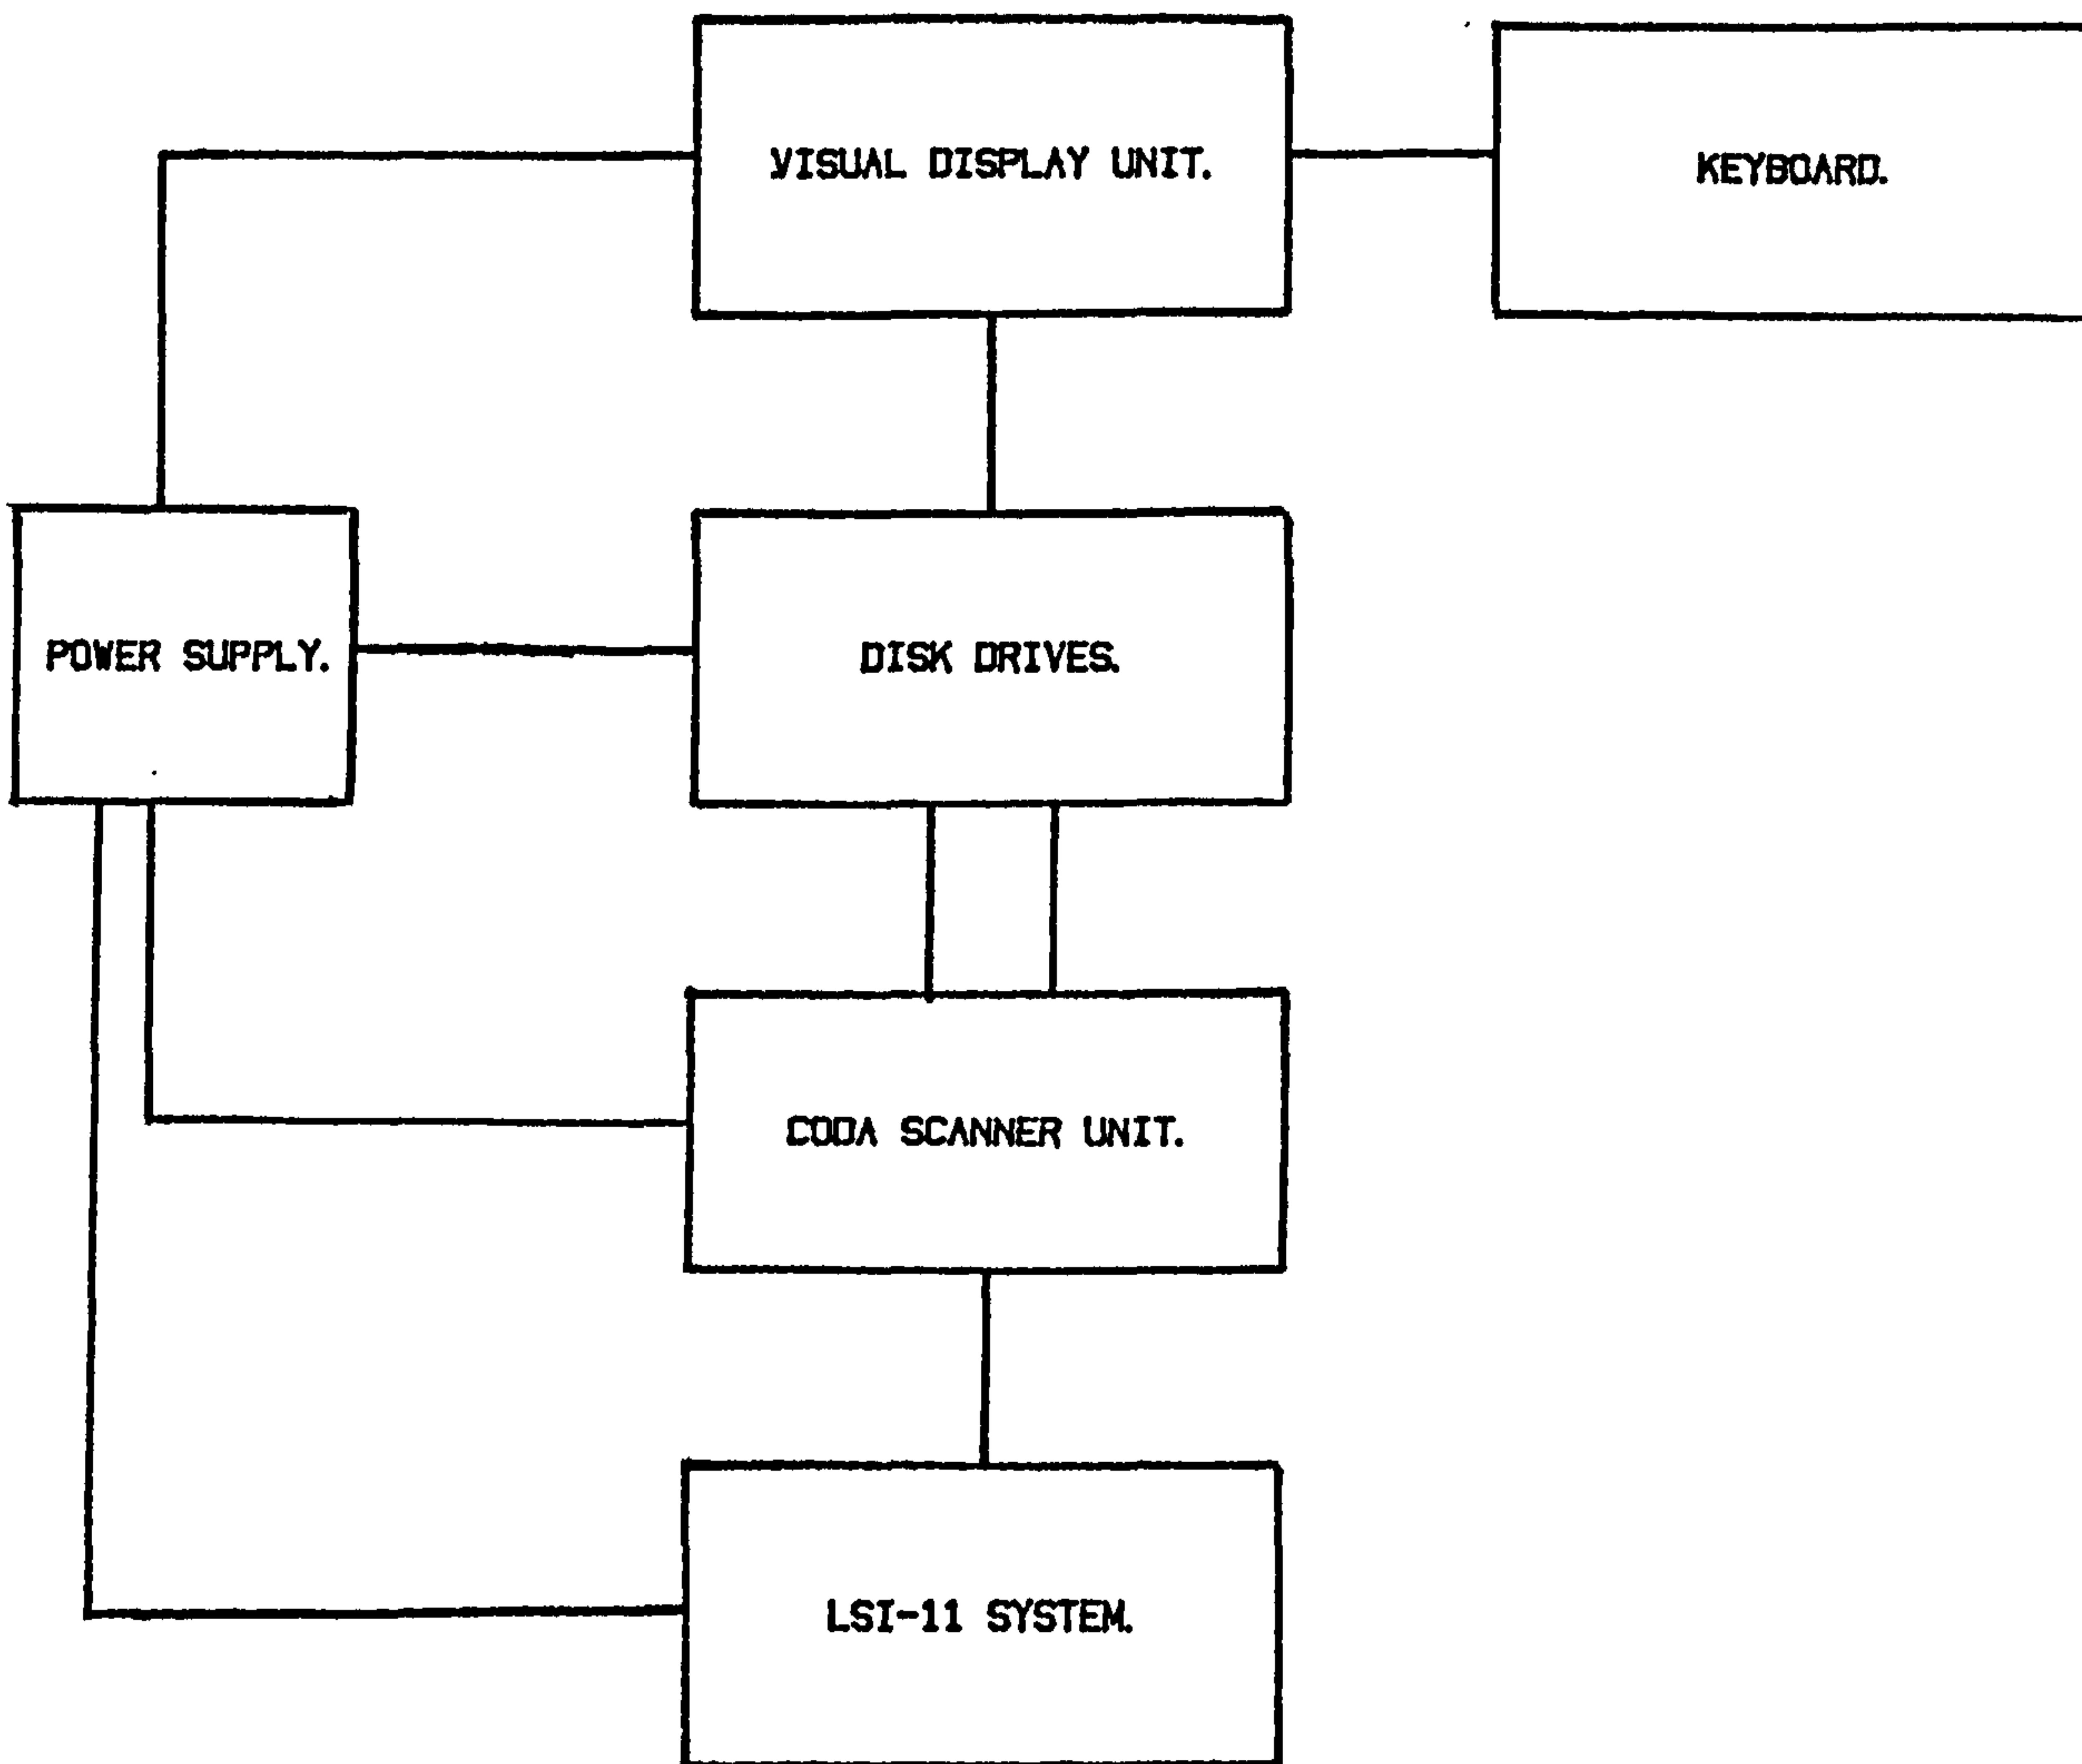 VISUAL DISPLAY UNIT.
KEYBOARD.
POWER SUPPLY.
DISK DRIVES.
CODA SCANNER UNIT.
LSI-11 SYSTEM.